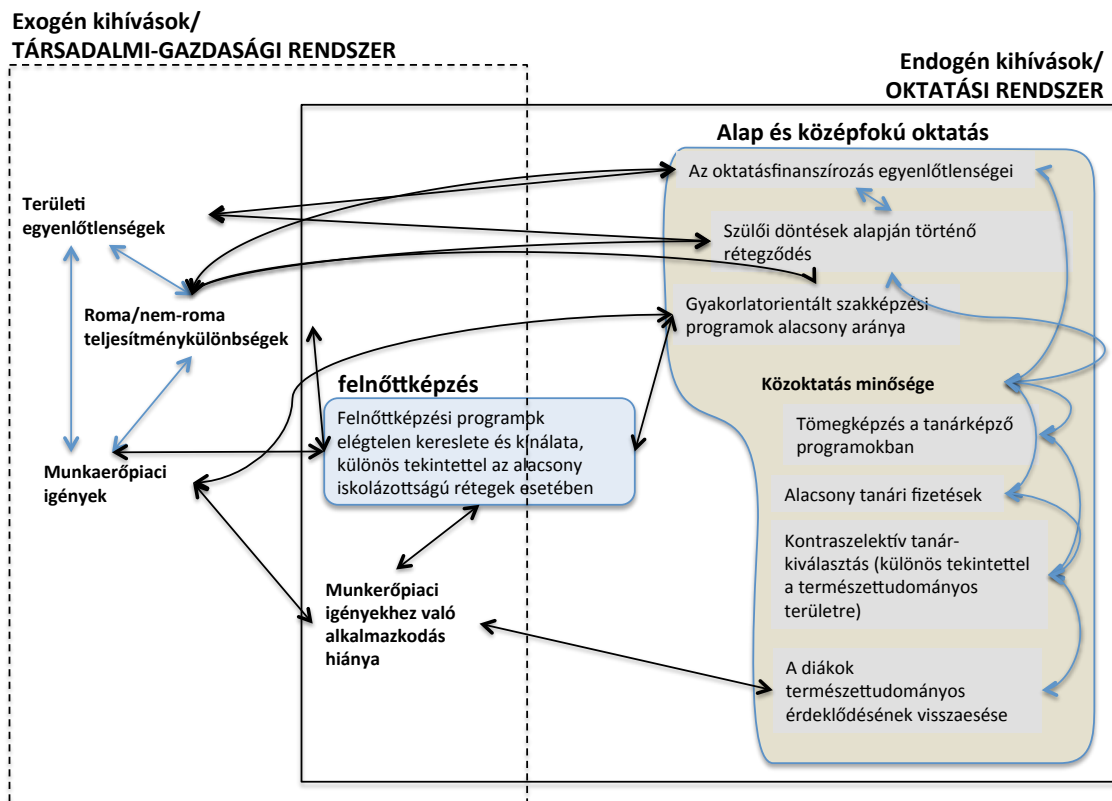 Exogén kihívások/
TÁRSADALMI-GAZDASÁGI RENDSZER
Endogén kihívások/
OKTATÁSI RENDSZER
Alap és középfokú oktatás
Az oktatásfinanszírozás egyenlőtlenségei
Területi
egyenlőtlenségek
Szülői döntések alapján történő
rétegződés
Roma/nem-roma
teljesítménykülönbségek
Gyakorlatorientált szakképzési
programok alacsony aránya
felnőttképzés
Felnőttképzési programok
elégtelen kereslete és kínálata,
különös tekintettel az alacsony
iskolázottságú rétegek esetében
Közoktatás minősége
Tömegképzés a tanárképző
programokban
Munkaerőpiaci
igények
Alacsony tanári fizetések
Kontraszelektív tanár-
kiválasztás (különös tekintettel
a természettudományos
területre)
Munkerőpiaci
igényekhez való
alkalmazkodás
hiánya
A diákok
természettudományos
érdeklődésének visszaesése